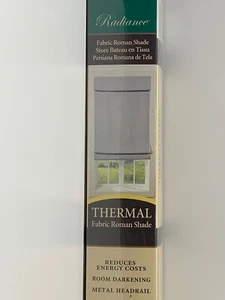 Radiance®
Fabric Roman Shade
Store Bateau en Tissu
Persiana Romana de Tela
THERMAL
Fabric Roman Shade
REDUCES
ENERGY COSTS
ROOM DARKENING
METAL HEADRAIL